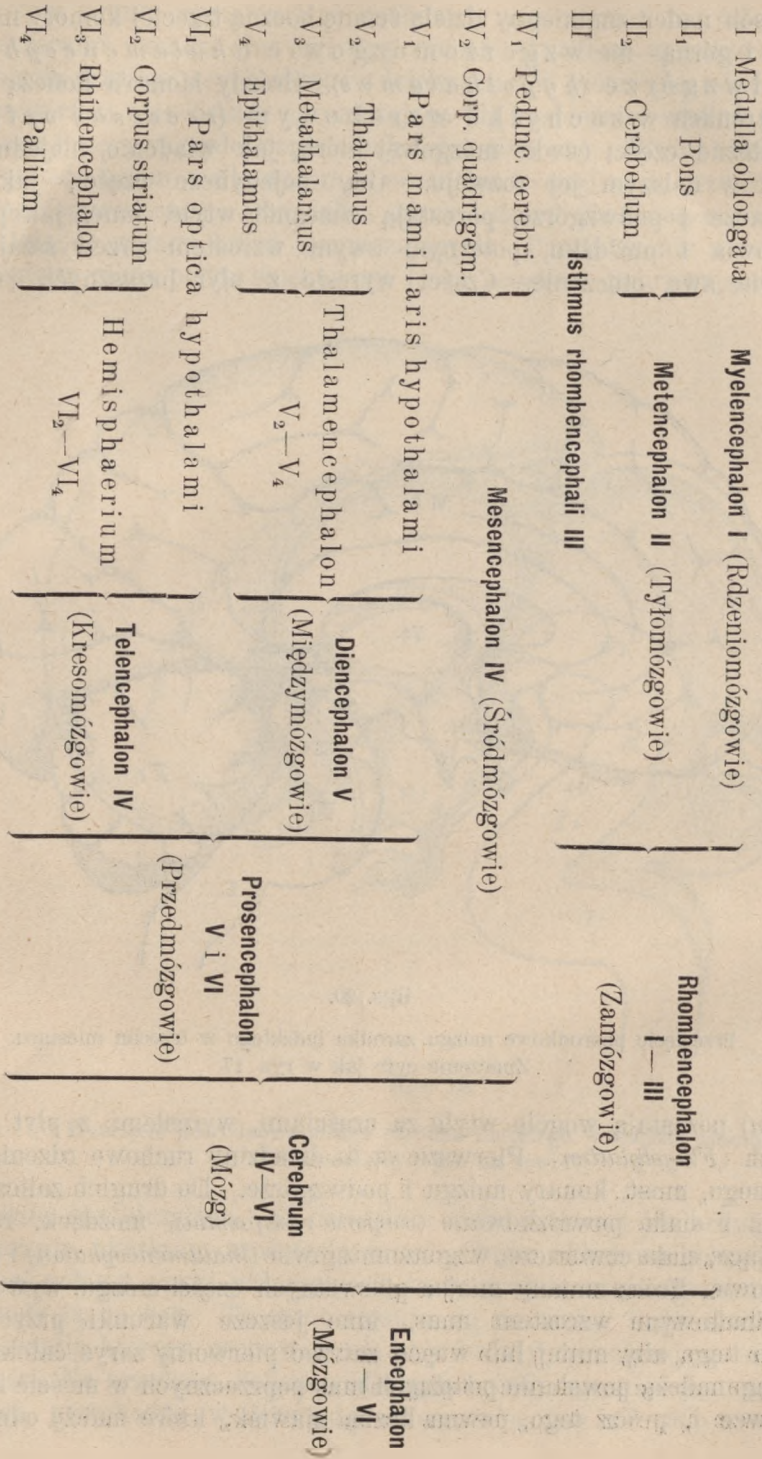 I Medulla oblongata
II₁ Pons
II₂ Cerebellum
III
IV₁ Pedunc. cerebri
IV₂ Corp. quadrigem.
V₁ Pars mamillaris hypothalami
V₂ Thalamus
V₃ Metathalamus
V₄ Epithalamus
VI₁ Pars optica hypothalami
VI₂ Corpus striatum
VI₃ Rhinencephalon
VI₄ Pallium
Myelencephalon I (Rdzeniomózgowie)
Metencephalon II (Tyłomózgowie)
Isthmus rhombencephali III
Mesencephalon IV (Śródmózgowie)
Thalamencephalon
V₂—V₄
Hemisphaerium
VI₂—VI₄
Diencephalon V
(Międzymózgowie)
Telencephalon IV
(Kresomózgowie)
Rhombencephalon
I—III
(Zamózgowie)
Prosencephalon
V i VI
(Przedmózgowie)
Cerebrum
IV—VI
(Mózg)
Encephalon
I—VI
(Mózgowie)